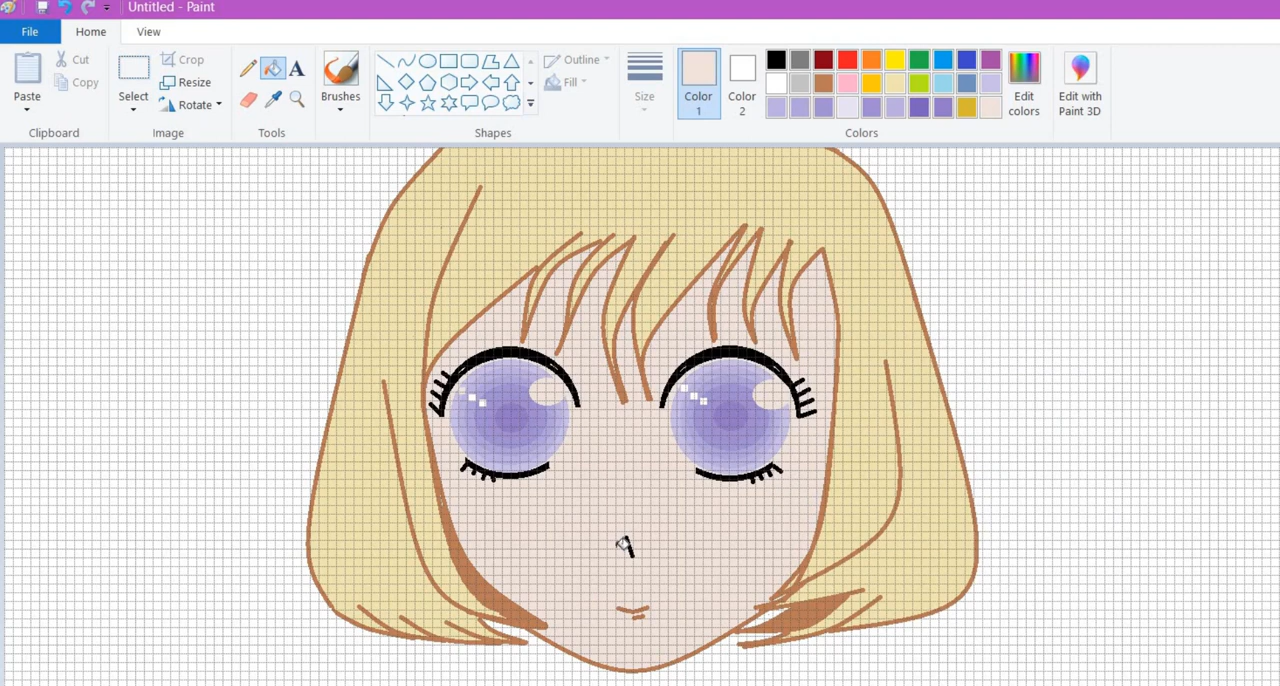 Untitled - Paint
File Home View
Paste
Cut
Copy
Clipboard
Select
Crop
Resize
Rotate
Image
A
Tools
Brushes
Shapes
Outline
Fill
Size
Color
1
Color
2
Edit
colors
Colors
Edit with
Paint 3D